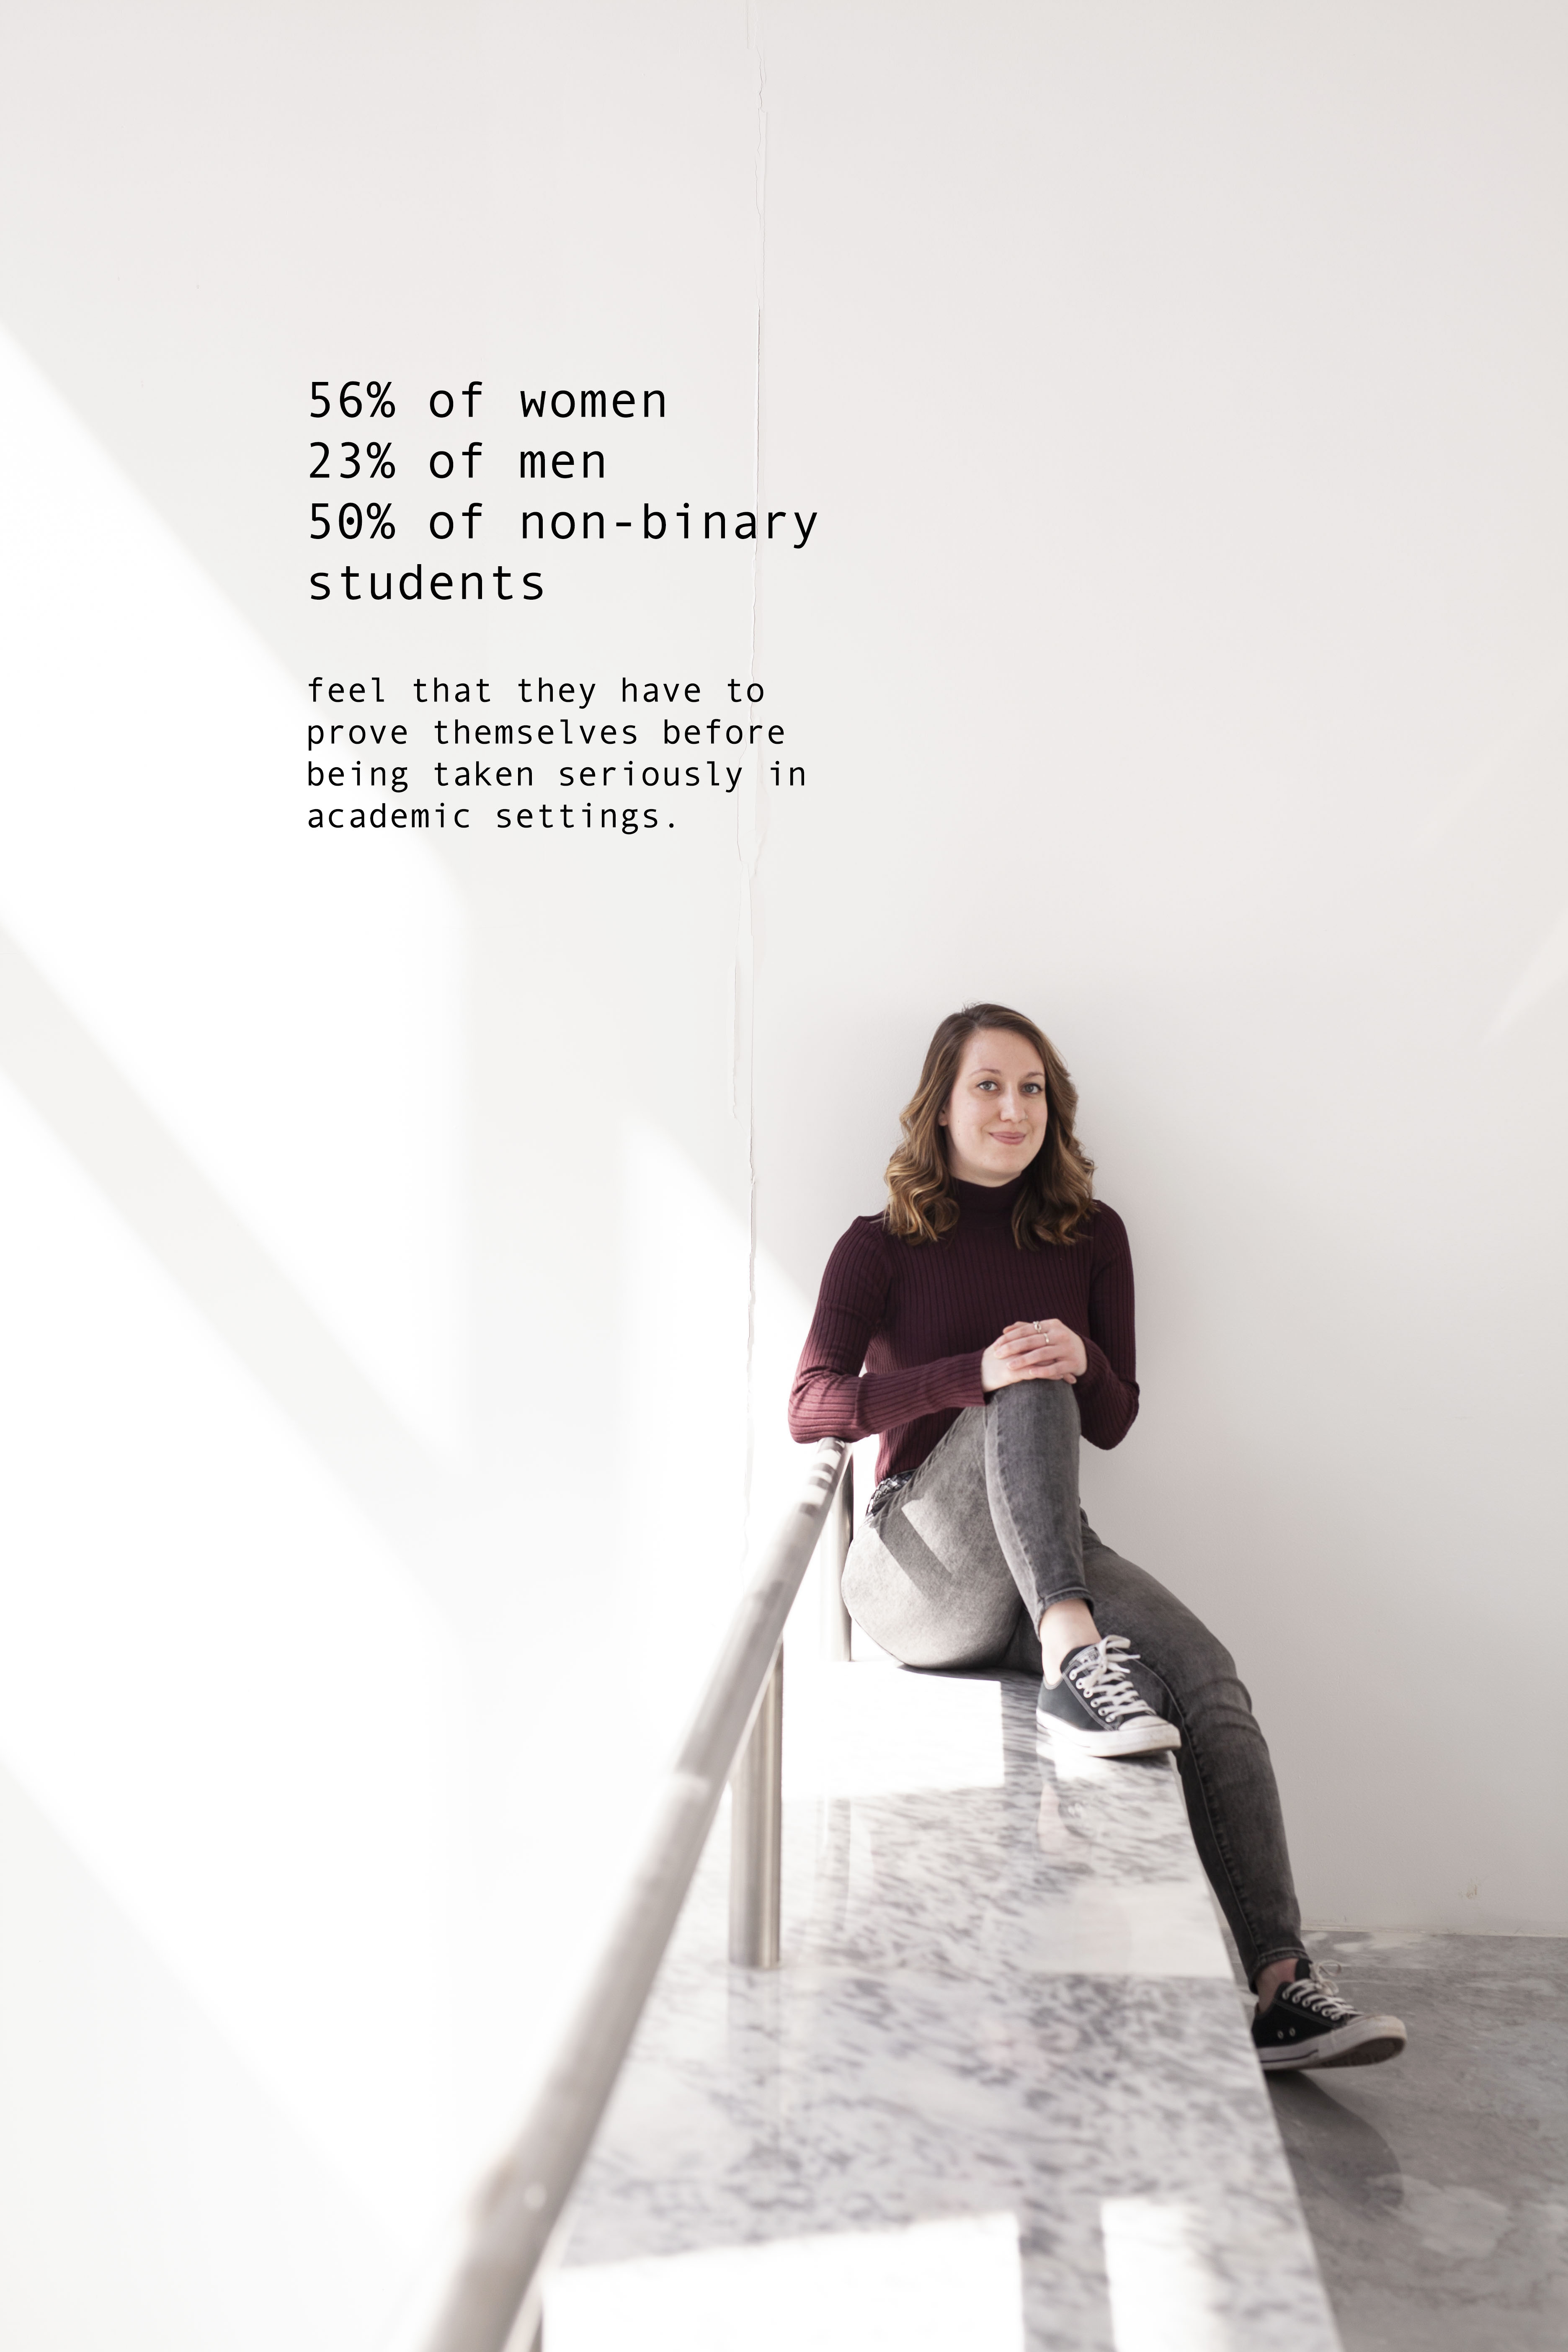 56% of women
23% of men
50% of non-binary
students
feel that they have to
prove themselves before
being taken seriously in
academic settings.